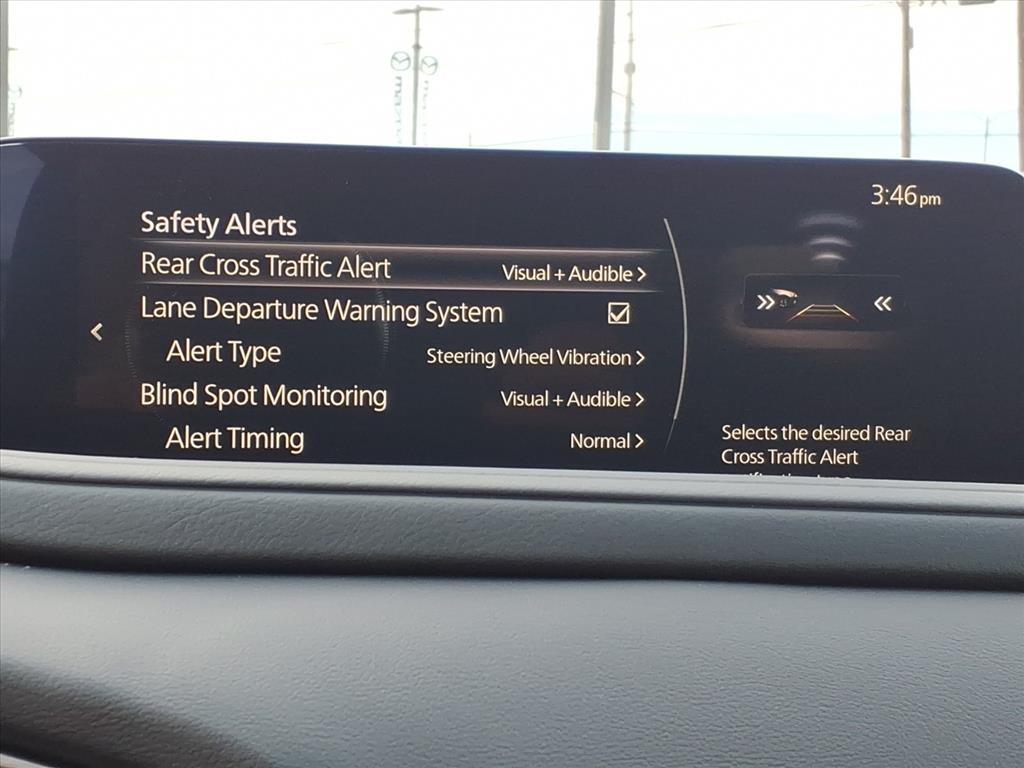 3:46pm
Safety Alerts
Rear Cross Traffic Alert Visual + Audible >
Lane Departure Warning System
Alert Type Steering Wheel Vibration >
Blind Spot Monitoring Visual + Audible >
Alert Timing Normal >
Selects the desired Rear
Cross Traffic Alert